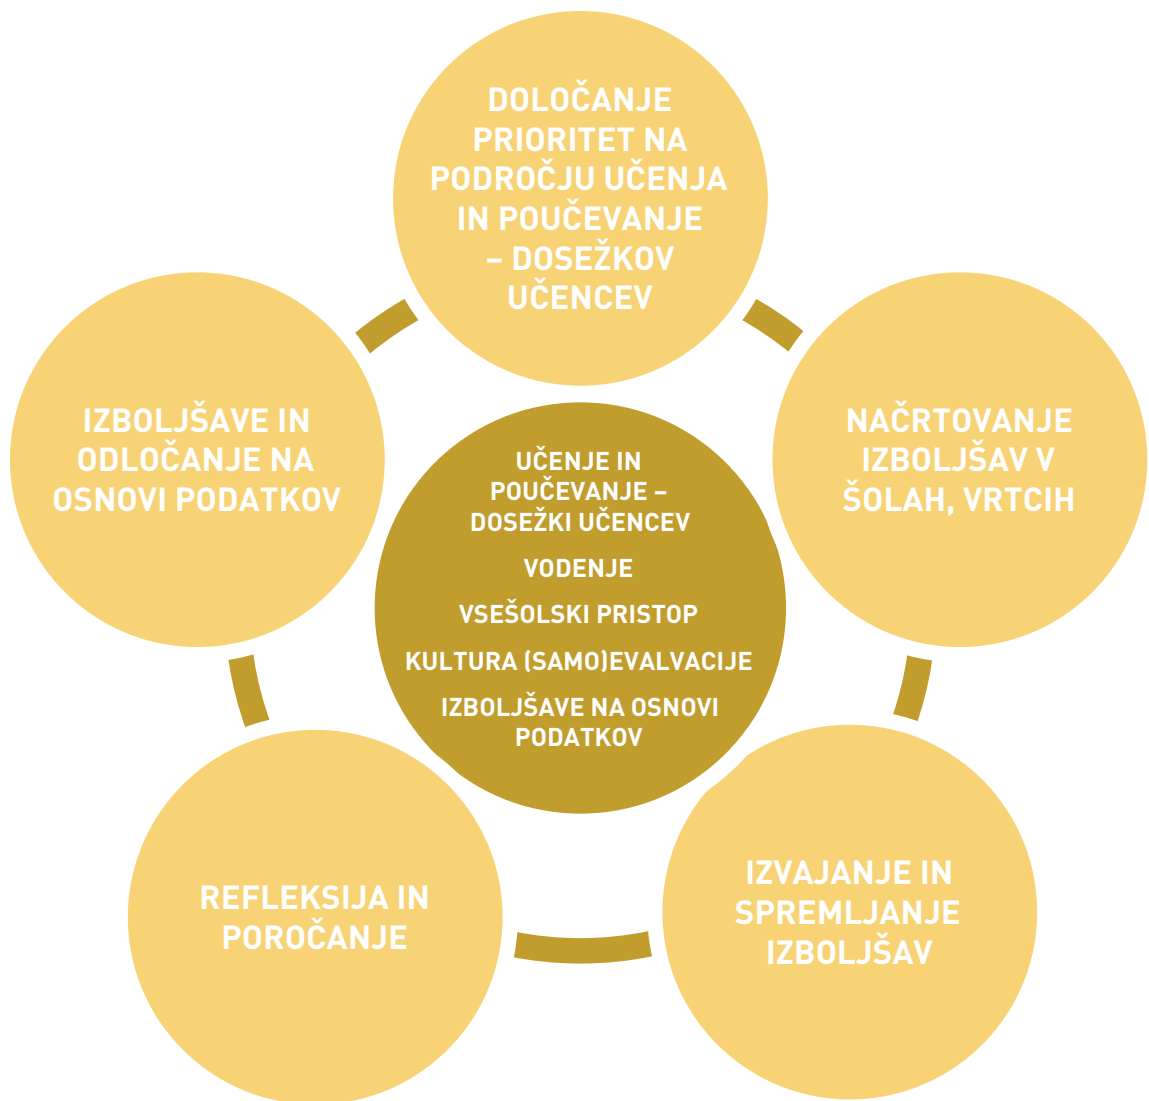 DOLOČANJE
PRIORITET NA
PODROČJU UČENJA
IN POUČEVANJE
– DOSEŽKOV
UČENCEV
IZBOLJŠAVE IN
ODLOČANJE NA
OSNOVI PODATKOV
NAČRTOVANJE
IZBOLJŠAV V
ŠOLAH, VRTCIH
UČENJE IN
POUČEVANJE –
DOSEŽKI UČENCEV
VODENJE
VSEŠOLSKI PRISTOP
KULTURA (SAMO)EVALVACIJE
IZBOLJŠAVE NA OSNOVI
PODATKOV
REFLEKSIJA IN
POROČANJE
IZVAJANJE IN
SPREMLJANJE
IZBOLJŠAV